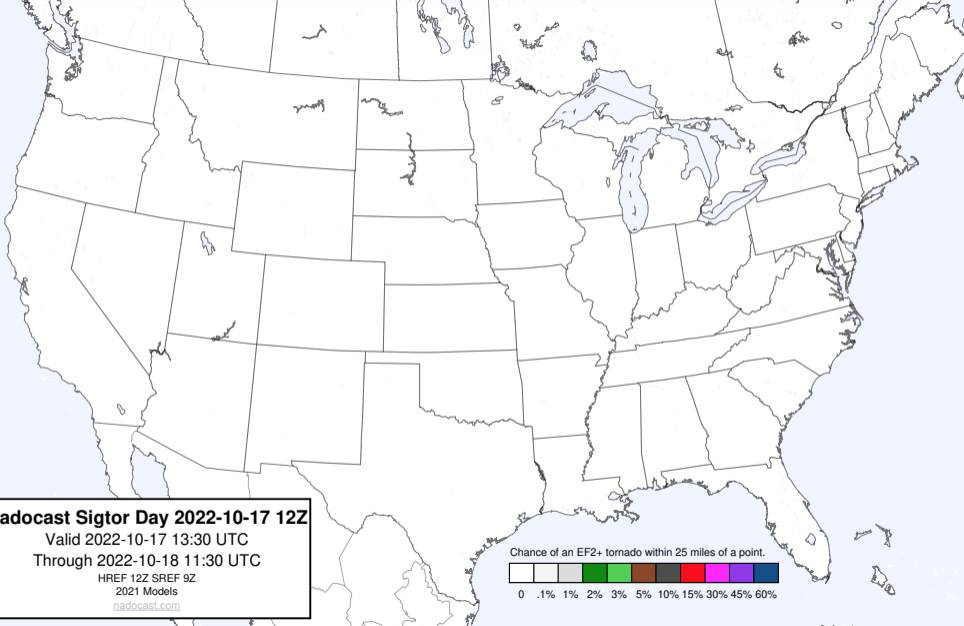 adocast Sigtor Day 2022-10-17 12Z
Valid 2022-10-17 13:30 UTC
Through 2022-10-18 11:30 UTC
HREF 12Z SREF 9Z
2021 Models
nadocast.com
Chance of an EF2+ tornado within 25 miles of a point.
0 .1% 1% 2% 3% 5% 10% 15% 30% 45% 60%